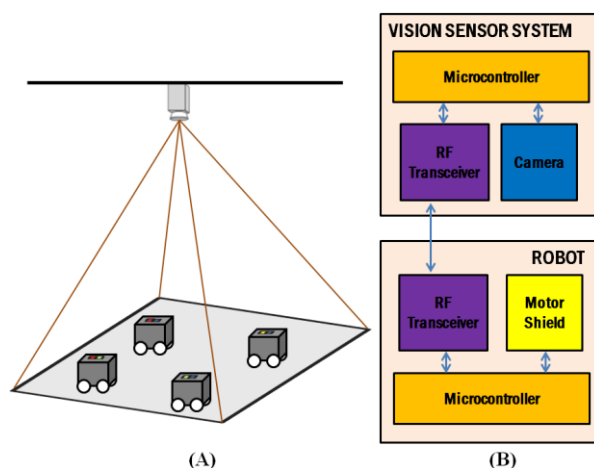 VISION SENSOR SYSTEM
Microcontroller
RF
Transceiver
Camera
ROBOT
RF
Transceiver
Motor
Shield
Microcontroller
(A)
(B)